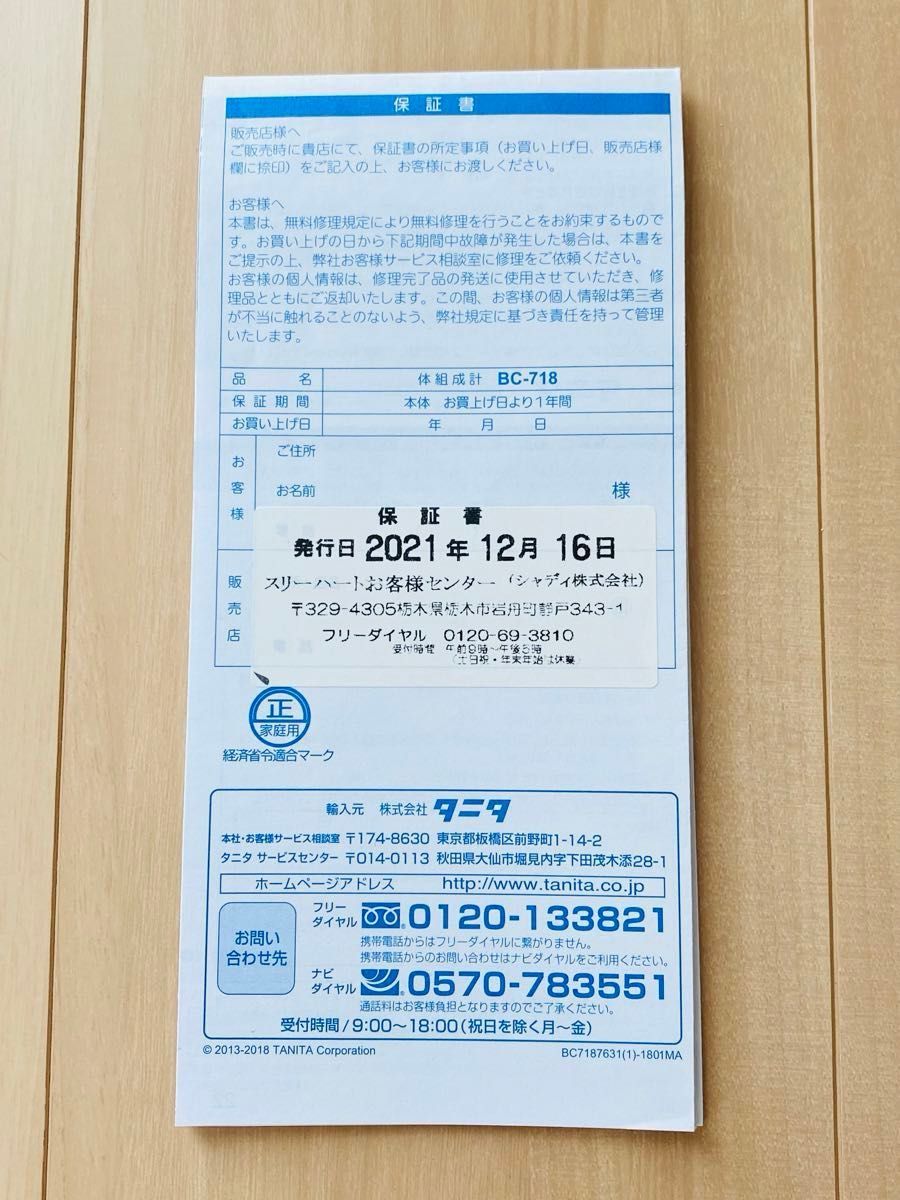 保証書
販売店様へ
ご販売時に貴店にて、保証書の所定事項（お買い上げ日、販売店様
欄に捺印）をご記入の上、お客様にお渡しください。
お客様へ
本書は、無料修理規定により無料修理を行うことをお約束するもので
す。お買い上げの日から下記期間中故障が発生した場合は、本書を
ご提示の上、弊社お客様サービス相談室に修理をご依頼ください。
お客様の個人情報は、修理完了品の発送に使用させていただき、修
理品とともにご返却いたします。この間、お客様の個人情報は第三者
が不当に触れることのないよう、弊社規定に基づき責任を持って管理
いたします。
品名 体組成計 BC-718
保証期間 本体 お買上げ日より1年間
お買い上げ日 年 月 日
お客様 ご住所
お名前 様
販売店
保証書
発行日 2021年 12月 16日
スリーハートお客様センター （シャディ株式会社）
〒329-4305栃木県栃木市岩舟町静戸343-1
フリーダイヤル 0120-69-3810
受付時間 午前9時～午後5時
（土日祝・年末年始は休業）
正
家庭用
経済省令適合マーク
輸入元 株式会社 タニタ
本社・お客様サービス相談室 〒174-8630 東京都板橋区前野町1-14-2
タニタ サービスセンター 〒014-0113 秋田県大仙市堀見内字下田茂木添28-1
ホームページアドレス http://www.tanita.co.jp
お問い合わせ先
フリーダイヤル 0120-133821
携帯電話からはフリーダイヤルに繋がりません。
携帯電話からのお問い合わせはナビダイヤルをご利用ください。
ナビダイヤル 0570-783551
通話料はお客様負担となりますのでご了承ください。
受付時間/9:00～18:00（祝日を除く月～金）
© 2013-2018 TANITA Corporation
BC7187631(1)-1801MA